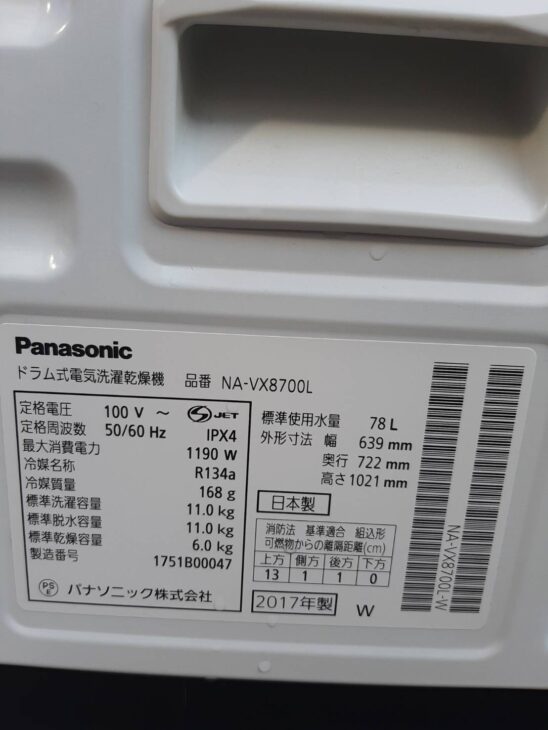 Panasonic
ドラム式電気洗濯乾燥機 品番 NA-VX8700L
定格電圧 100 V ～ S JET
定格周波数 50/60 Hz IPX4
最大消費電力 1190 W
冷媒名称 R134a
冷媒質量 168 g
標準洗濯容量 11.0 kg
標準脱水容量 11.0 kg
標準乾燥容量 6.0 kg
製造番号 1751B00047
PS
E パナソニック株式会社
標準使用水量 78 L
外形寸法 幅 639 mm
奥行 722 mm
高さ 1021 mm
日本製
消防法 基準適合 組込形
可燃物からの離隔距離(cm)
上方 側方 後方 下方
13 1 1 0
2017年製 W
NA-VX8700L-W